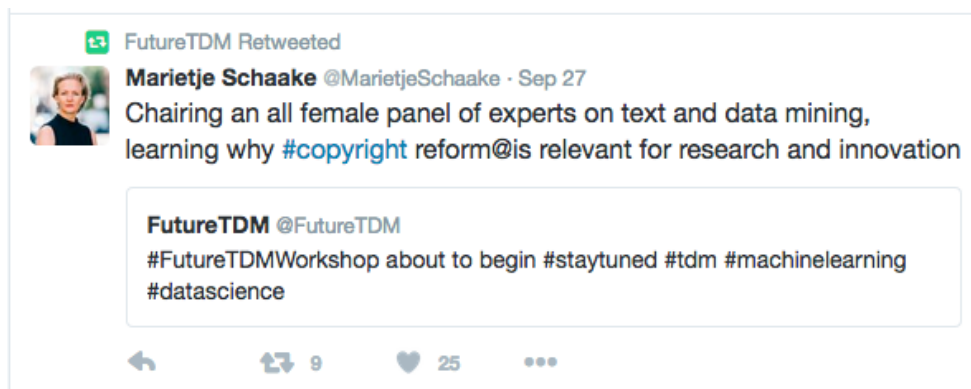 FutureTDM Retweeted
Marietje Schaake @MarietjeSchaake · Sep 27
Chairing an all female panel of experts on text and data mining,
learning why #copyright reform@is relevant for research and innovation
FutureTDM @FutureTDM
#FutureTDMWorkshop about to begin #staytuned #tdm #machinelearning
#datascience
9 25